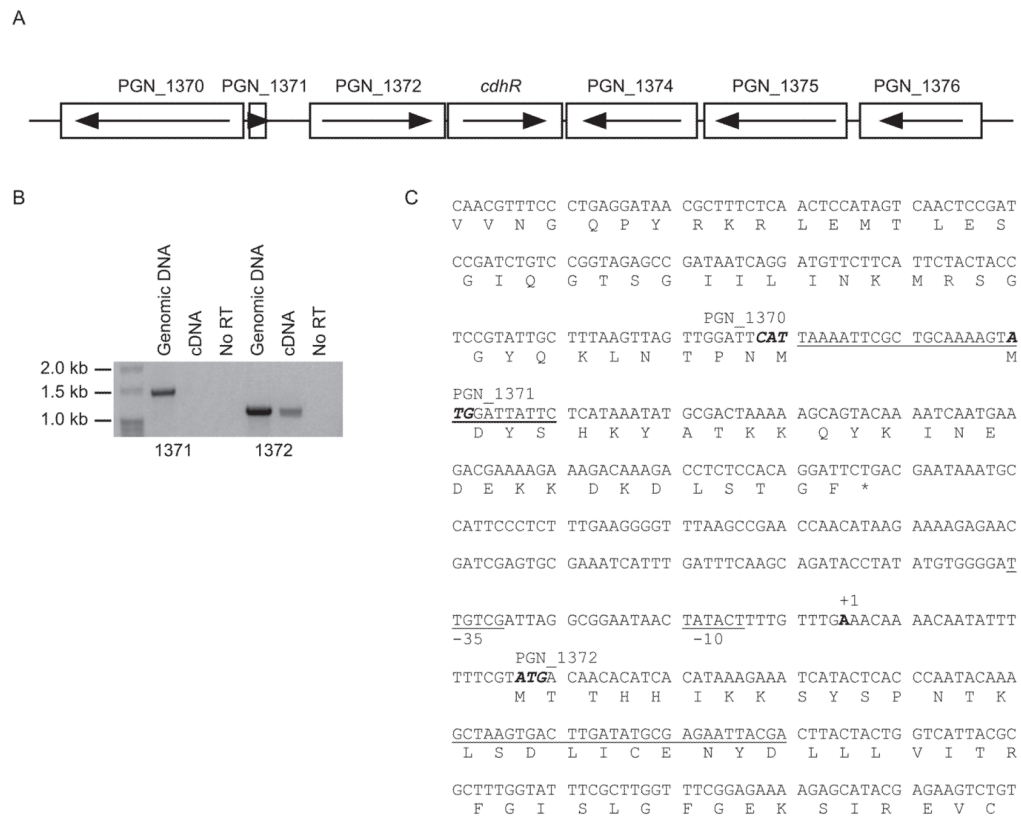 A
PGN_1370 PGN_1371 PGN_1372 cdhR PGN_1374 PGN_1375 PGN_1376
B
Genomic DNA
cDNA
No RT
Genomic DNA
cDNA
No RT
2.0 kb
1.5 kb
1.0 kb
1371 1372
C
CAACGTTTCC CTGAGGATAA CGCTTTCTCA ACTCCATAGT CAACTCCGAT
V V N G Q P Y R K R L E M T L E S
CCGATCTGTC CGGTAGAGCC GATAATCAGG ATGTTCTTCA TTCTACTACC
G I Q G T S G I I L I N K M R S G
PGN_1370
TCCGTATTGC TTTAAGTTAG TTGGATTCAT TAAAATTCGC TGCAAAAGTA
G Y Q K L N T P N M M
PGN_1371
TGGATTATTC TCATAAATAT GCGACTAAAA AGCAGTACAA AATCAATGAA
D Y S H K Y A T K K Q Y K I N E
GACGAAAAGA AAGACAAAGA CCTCTCCACA GGATTCTGAC GAATAAATGC
D E K K D K D L S T G F *
CATTCCCTCT TTGAAGGGGT TTAAGCCGAA CCAACATAAG AAAAGAGAAC
GATCGAGTGC GAAATCATTT GATTTCAAGC AGATACCTAT ATGTGGGGAT
+1
TGTCGATTAG GCGGAATAAC TATACTTTTG TTTGAAACAA AACAATATTT
-35 -10
PGN_1372
TTTCGTATGA CAACACATCA CATAAAGAAA TCATACTCAC CCAATACAAA
M T T H H I K K S Y S P N T K
GCTAAGTGAC TTGATATGCG AGAATTACGA CTTACTACTG GTCATTACGC
L S D L I C E N Y D L L L V I T R
GCTTTGGTAT TTCGCTTGGT TTCGGAGAAA AGAGCATACG AGAAGTCTGT
F G I S L G F G E K S I R E V C